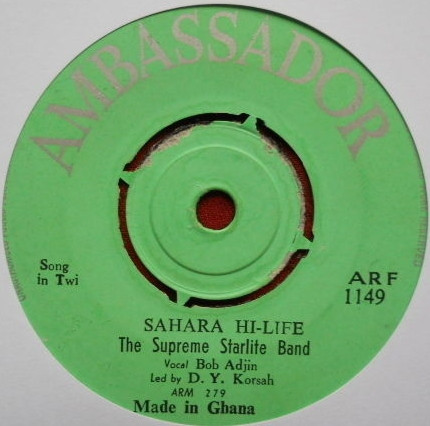 AMBASSADOR
Song
in Twi
ARF
1149
SAHARA HI-LIFE
The Supreme Starlite Band
Vocal Bob Adjin
Led by D. Y. Korsah
ARM 279
Made in Ghana